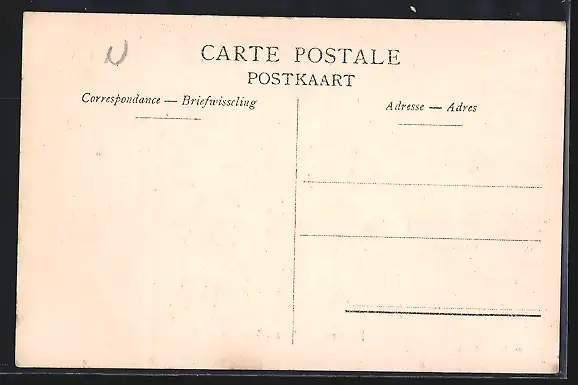 CARTE POSTALE
POSTKAART
Correspondance — Briefwisseling
Adresse — Adres